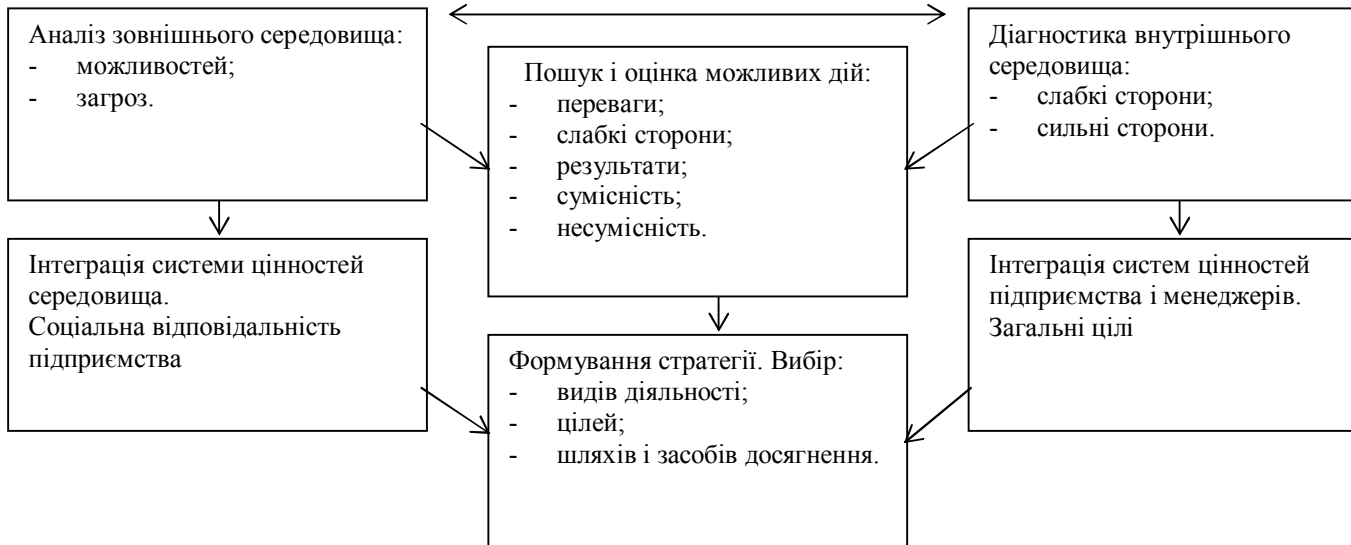 Аналіз зовнішнього середовища:
- можливостей;
- загроз.
Пошук і оцінка можливих дій:
- переваги;
- слабкі сторони;
- результати;
- сумісність;
- несумісність.
Діагностика внутрішнього
середовища:
- слабкі сторони;
- сильні сторони.
Інтеграція системи цінностей
середовища.
Соціальна відповідальність
підприємства
Формування стратегії. Вибір:
- видів діяльності;
- цілей;
- шляхів і засобів досягнення.
Інтеграція систем цінностей
підприємства і менеджерів.
Загальні цілі